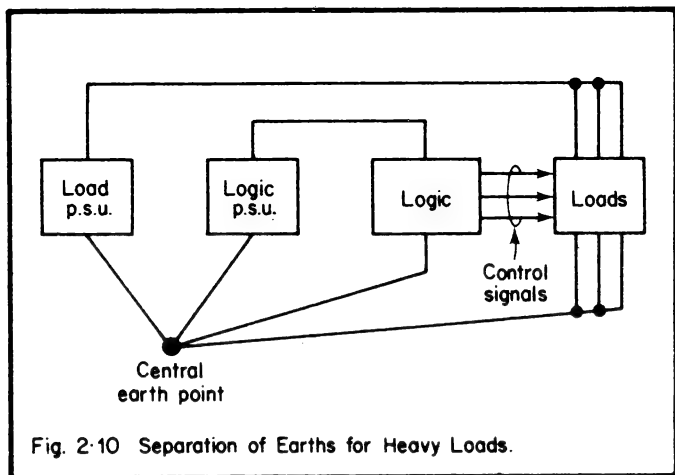 Load
p.s.u.
Logic
p.s.u.
Logic
Loads
Control
signals
Central
earth point
Fig. 2·10 Separation of Earths for Heavy Loads.